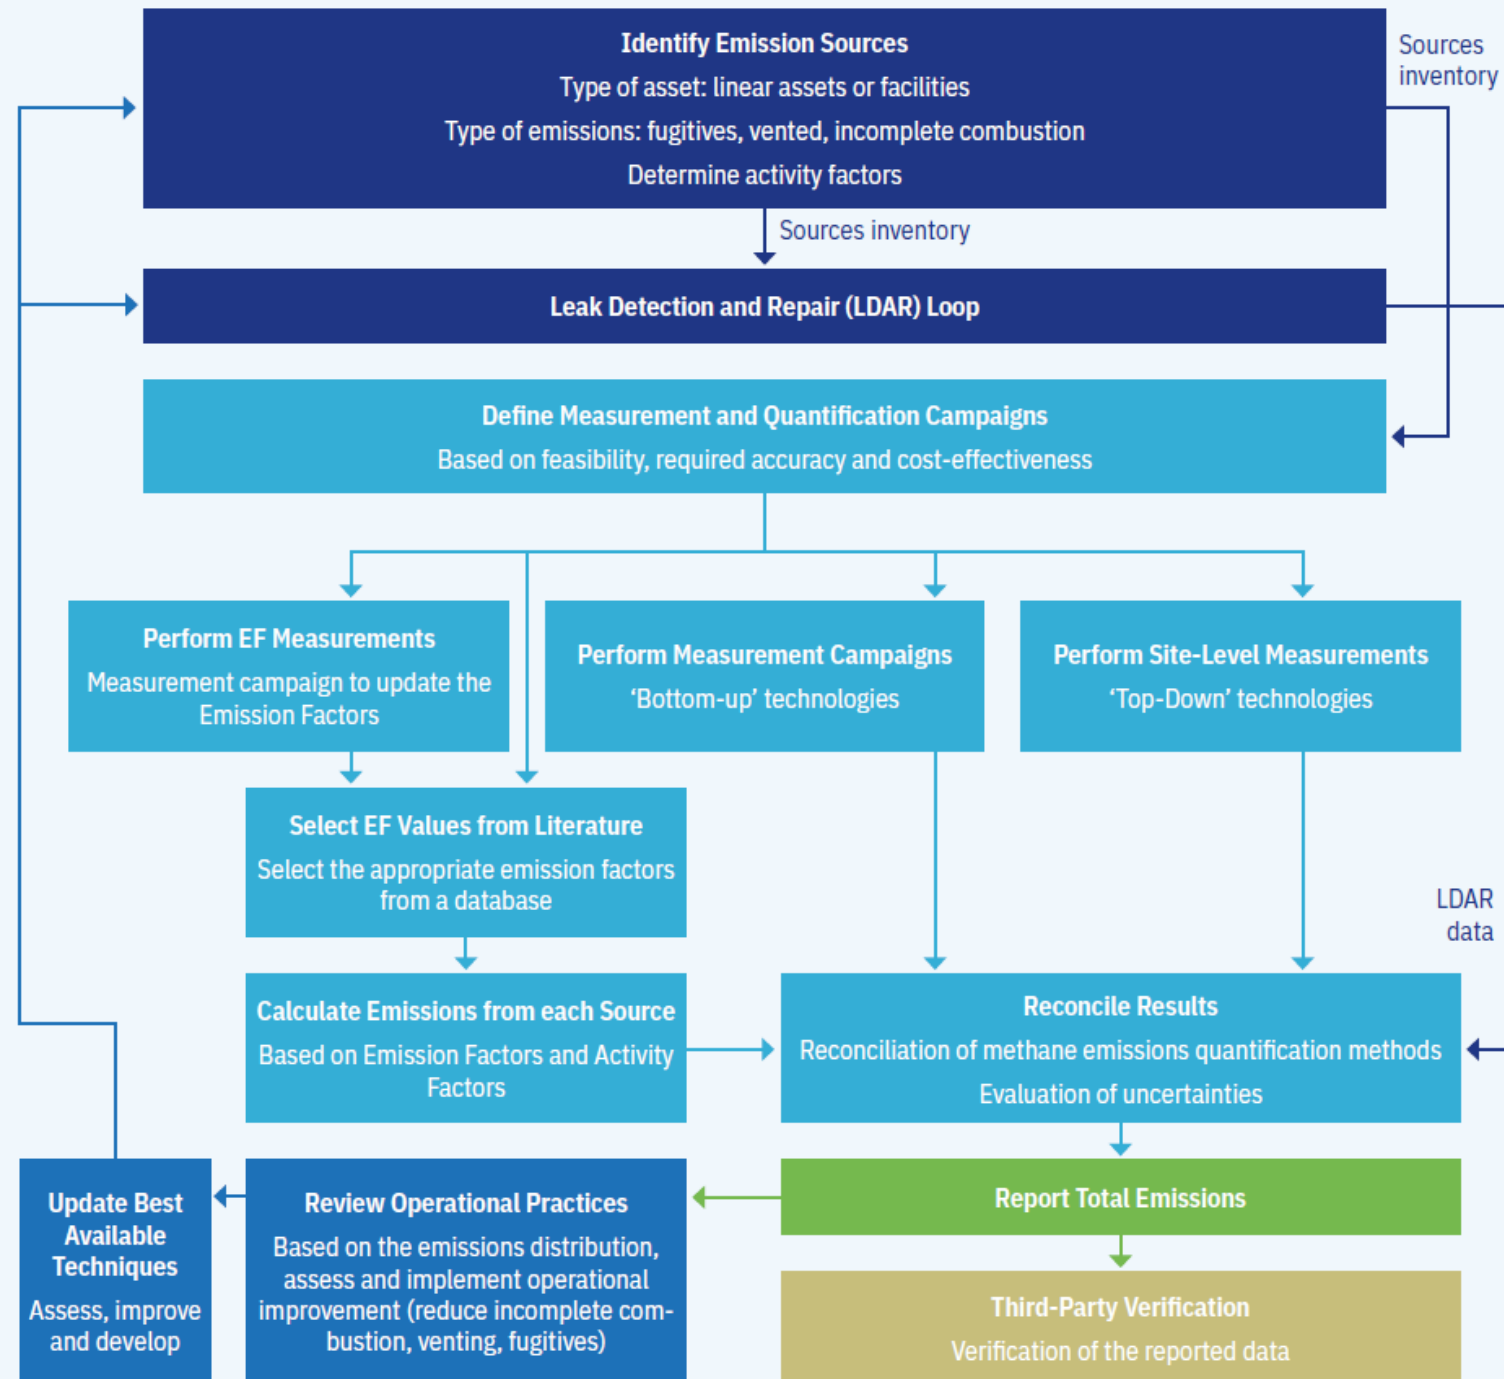 Identify Emission Sources
Type of asset: linear assets or facilities
Type of emissions: fugitives, vented, incomplete combustion
Determine activity factors
Sources
inventory
Sources inventory
Leak Detection and Repair (LDAR) Loop
Define Measurement and Quantification Campaigns
Based on feasibility, required accuracy and cost-effectiveness
Perform EF Measurements
Measurement campaign to update the
Emission Factors
Perform Measurement Campaigns
‘Bottom-up’ technologies
Perform Site-Level Measurements
‘Top-Down’ technologies
Select EF Values from Literature
Select the appropriate emission factors
from a database
LDAR
data
Calculate Emissions from each Source
Based on Emission Factors and Activity
Factors
Reconcile Results
Reconciliation of methane emissions quantification methods
Evaluation of uncertainties
Update Best
Available
Techniques
Assess, improve
and develop
Review Operational Practices
Based on the emissions distribution,
assess and implement operational
improvement (reduce incomplete com-
bustion, venting, fugitives)
Report Total Emissions
Third-Party Verification
Verification of the reported data